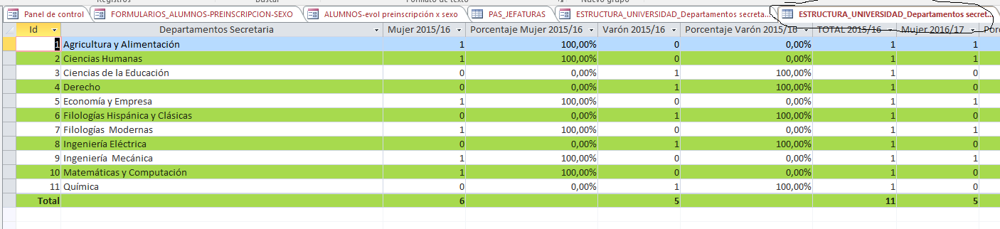 Registros Buscar Formato de texto Nuevo grupo
Panel de control FORMULARIOS_ALUMNOS-PREINSCRIPCION-SEXO ALUMNOS-evol preinscripción x sexo PAS_JEFATURAS ESTRUCTURA_UNIVERSIDAD_Departamentos secreta... ESTRUCTURA_UNIVERSIDAD_Departamentos secret...
Id Departamentos Secretaria Mujer 2015/16 Porcentaje Mujer 2015/16 Varón 2015/16 Porcentaje Varón 2015/16 TOTAL 2015/16 Mujer 2016/17 Porc
1 Agricultura y Alimentación 1 100,00% 0 0,00% 1 1
2 Ciencias Humanas 1 100,00% 0 0,00% 1 1
3 Ciencias de la Educación 0 0,00% 1 100,00% 1 0
4 Derecho 0 0,00% 1 100,00% 1 0
5 Economía y Empresa 1 100,00% 0 0,00% 1 1
6 Filologías Hispánica y Clásicas 0 0,00% 1 100,00% 1 0
7 Filologías Modernas 1 100,00% 0 0,00% 1 1
8 Ingeniería Eléctrica 0 0,00% 1 100,00% 1 0
9 Ingeniería Mecánica 1 100,00% 0 0,00% 1 1
10 Matemáticas y Computación 1 100,00% 0 0,00% 1 0
11 Química 0 0,00% 1 100,00% 1 0
Total 6 5 11 5